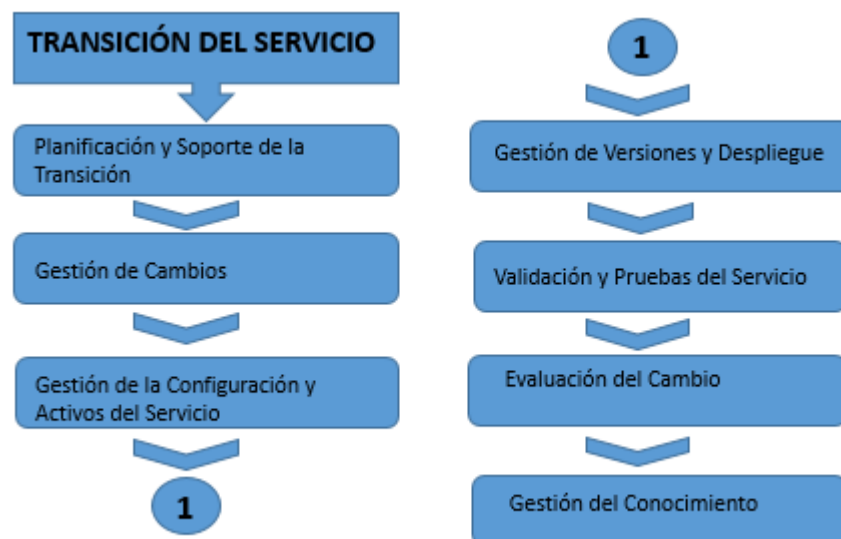 TRANSICIÓN DEL SERVICIO
Planificación y Soporte de la
Transición
Gestión de Cambios
Gestión de la Configuración y
Activos del Servicio
1
1
Gestión de Versiones y Despliegue
Validación y Pruebas del Servicio
Evaluación del Cambio
Gestión del Conocimiento